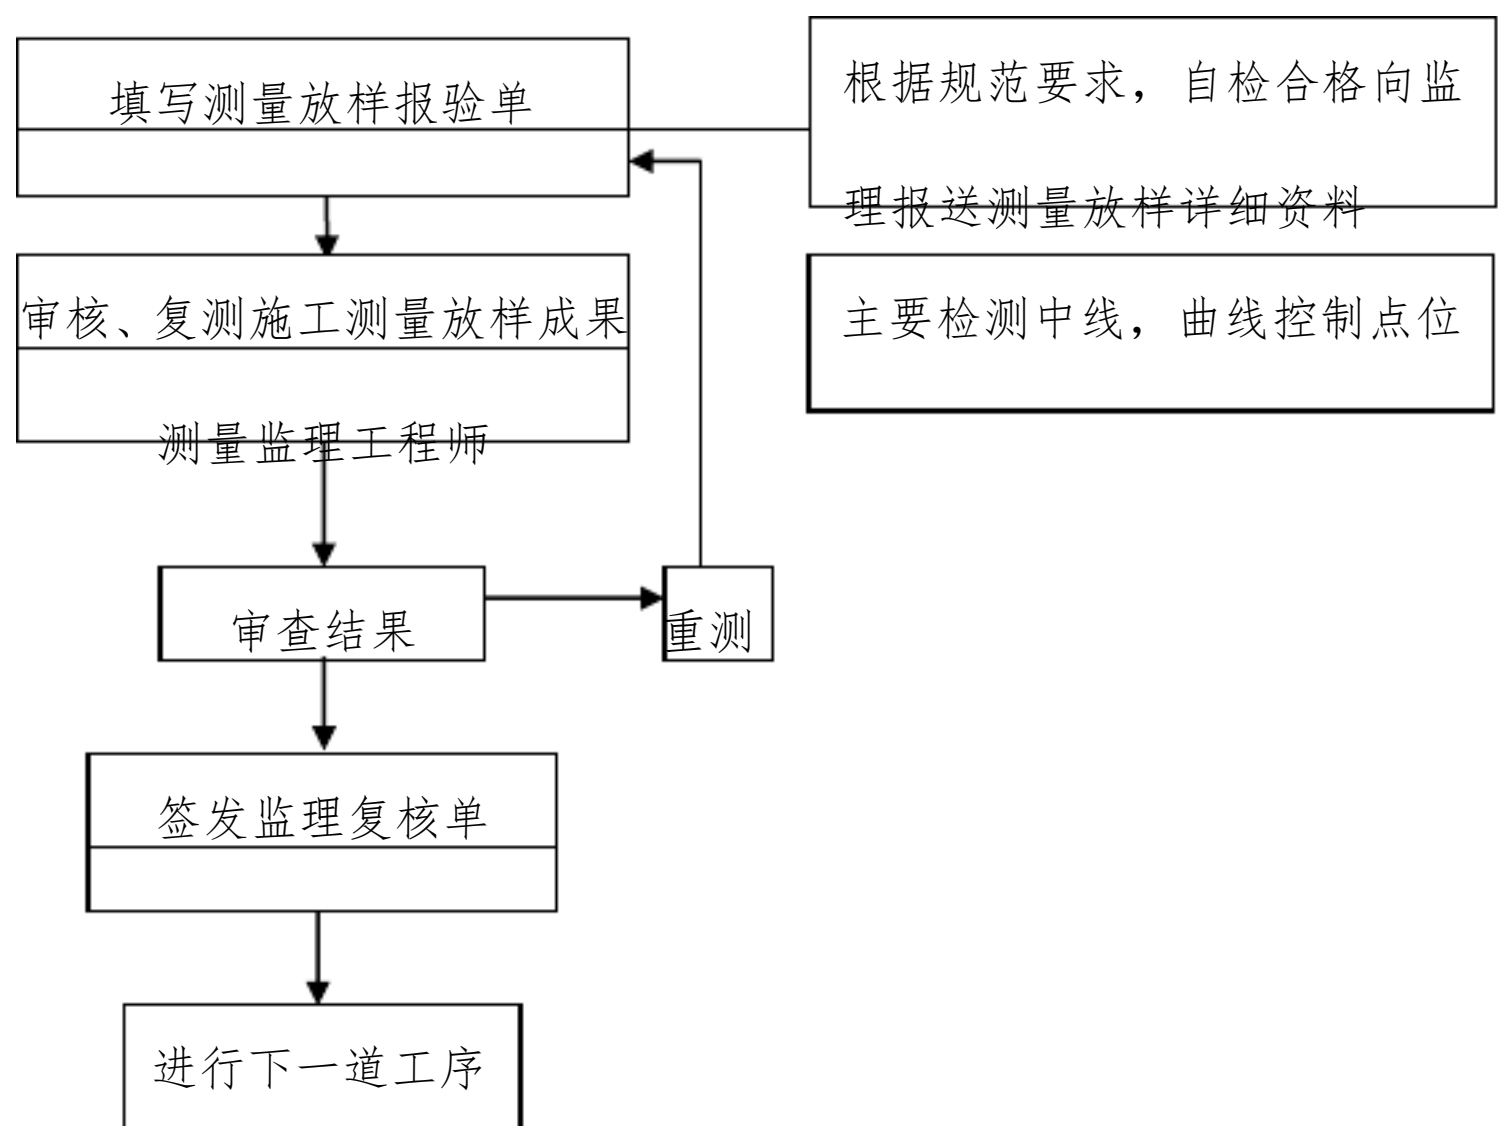 填写测量放样报验单
根据规范要求，自检合格向监
理报送测量放样详细资料
审核、复测施工测量放样成果
测量监理工程师
主要检测中线，曲线控制点位
审查结果
重测
签发监理复核单
进行下一道工序